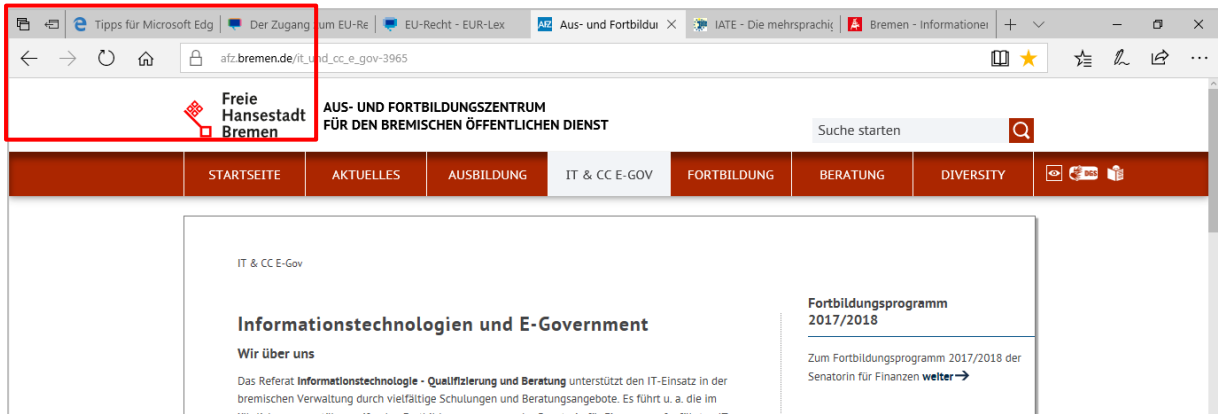 Tipps für Microsoft Edg
Der Zugang zum EU-Re
EU-Recht - EUR-Lex
AFZ Aus- und Fortbildur
IATE - Die mehrsprachig
Bremen - Informationer
afz.bremen.de/it_und_cc_e_gov-3965
Freie
Hansestadt
Bremen
AUS- UND FORTBILDUNGSZENTRUM
FÜR DEN BREMISCHEN ÖFFENTLICHEN DIENST
Suche starten
STARTSEITE AKTUELLES AUSBILDUNG IT & CC E-GOV FORTBILDUNG BERATUNG DIVERSITY DGS
IT & CC E-Gov
Informationstechnologien und E-Government
Wir über uns
Das Referat Informationstechnologie - Qualifizierung und Beratung unterstützt den IT-Einsatz in der
bremischen Verwaltung durch vielfältige Schulungen und Beratungsangebote. Es führt u. a. die im
Fortbildungsprogramm
2017/2018
Zum Fortbildungsprogramm 2017/2018 der
Senatorin für Finanzen weiter